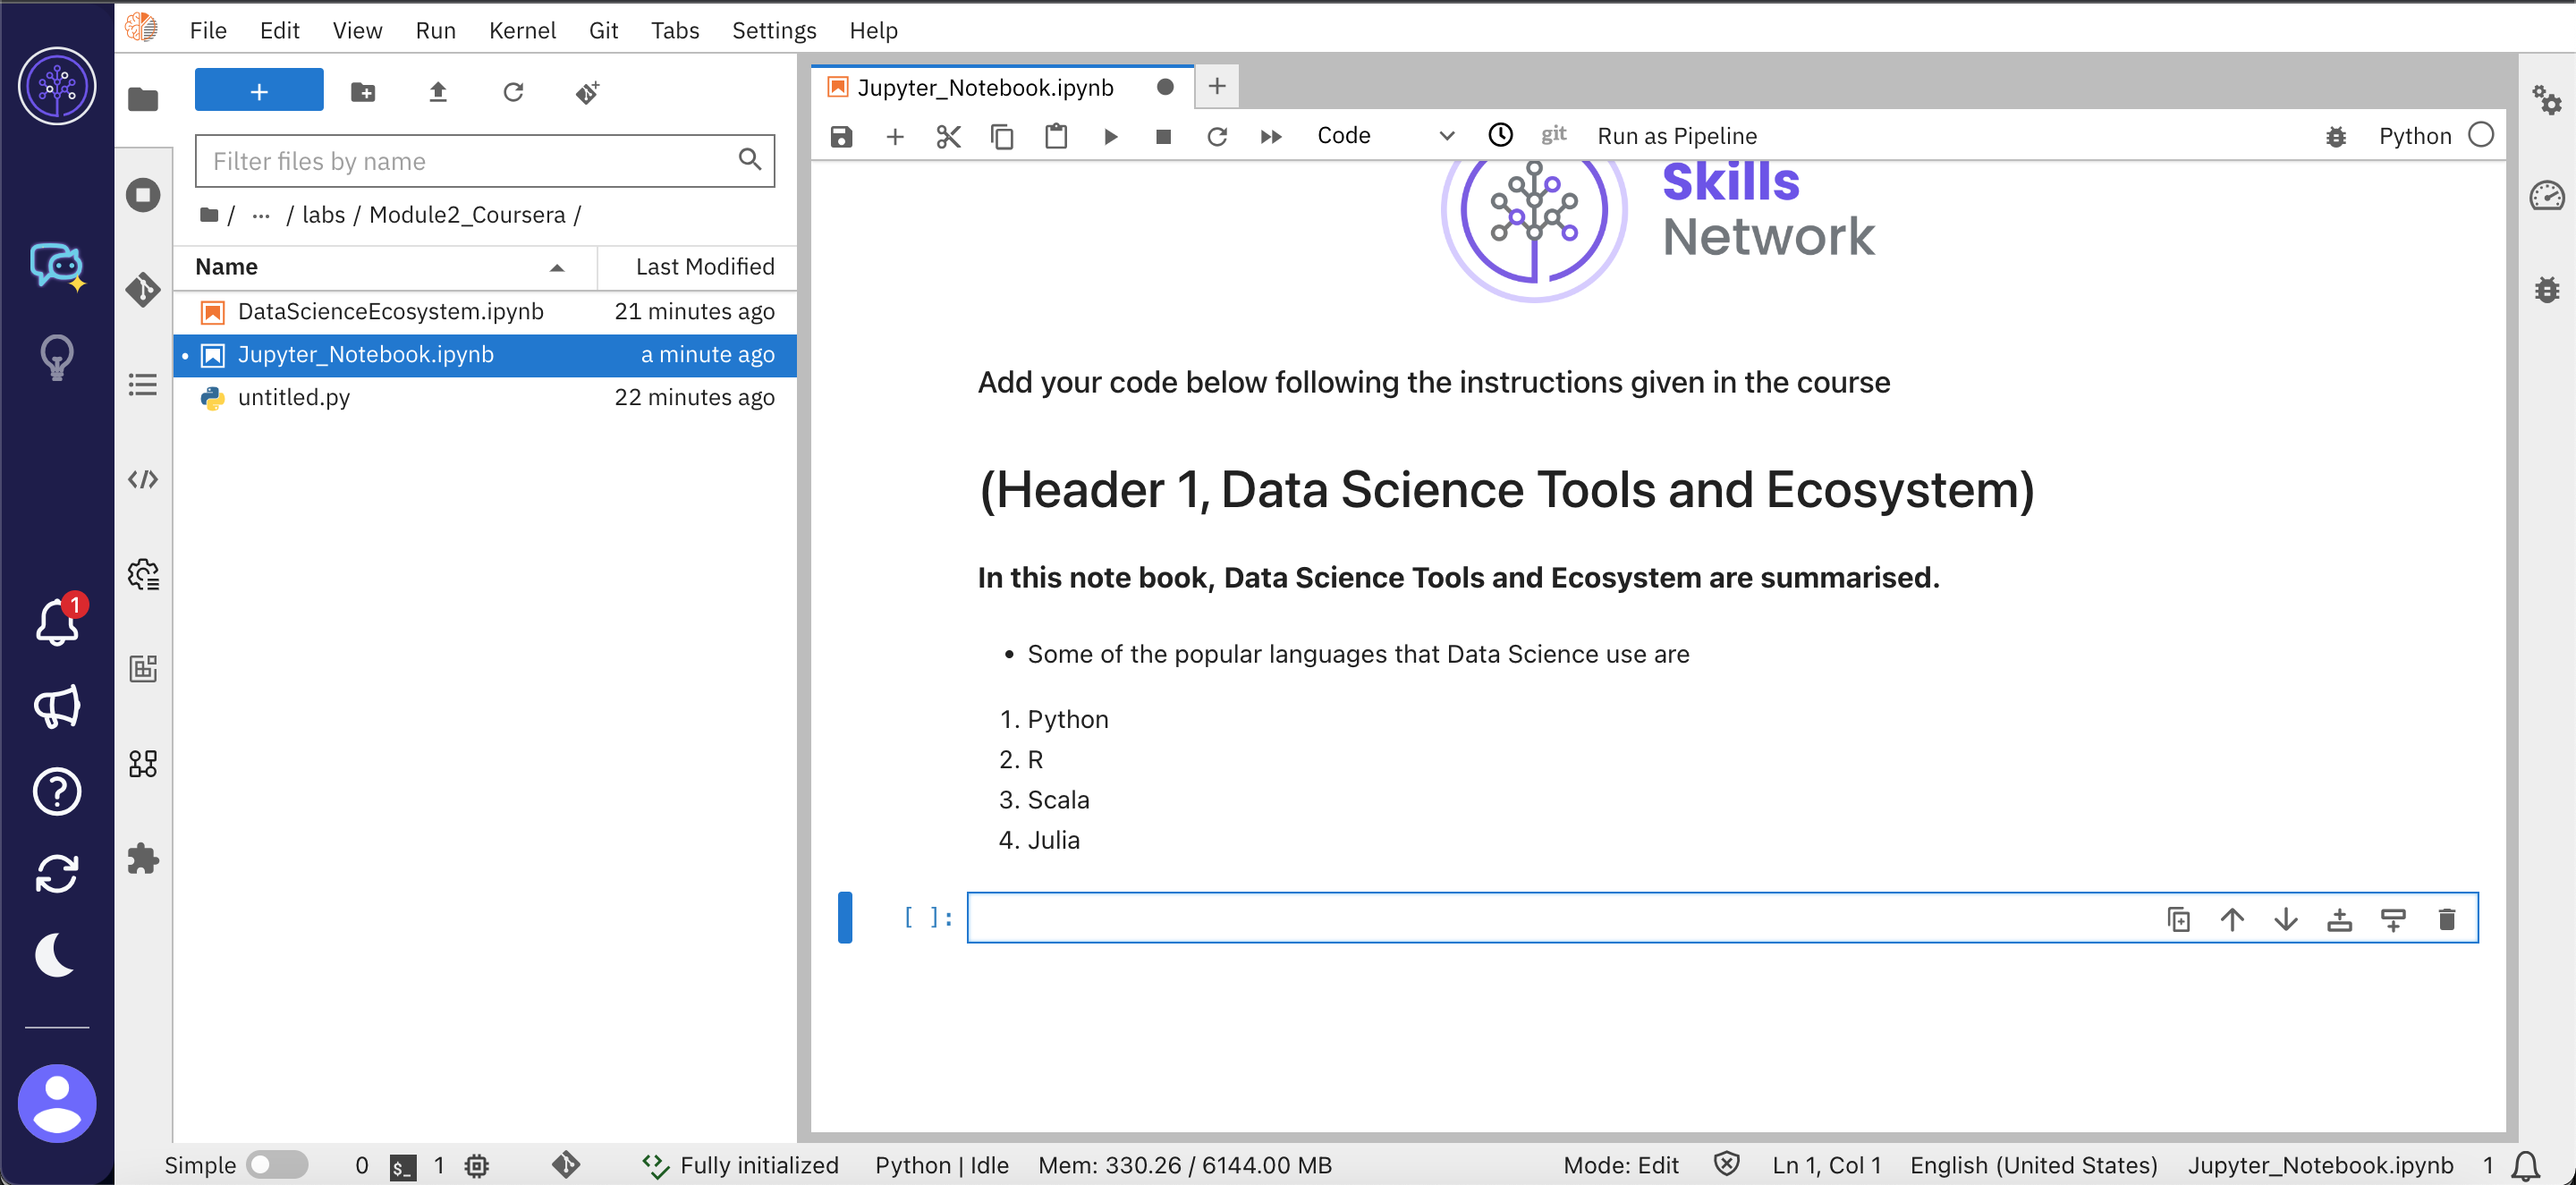 File Edit View Run Kernel Git Tabs Settings Help
+
Filter files by name
/ ... / labs / Module2_Coursera /
Name Last Modified
DataScienceEcosystem.ipynb 21 minutes ago
• Jupyter_Notebook.ipynb a minute ago
untitled.py 22 minutes ago
1
Jupyter_Notebook.ipynb
Code git Run as Pipeline Python
Skills
Network
Add your code below following the instructions given in the course
(Header 1, Data Science Tools and Ecosystem)
In this note book, Data Science Tools and Ecosystem are summarised.
• Some of the popular languages that Data Science use are
1. Python
2. R
3. Scala
4. Julia
[ ]:
Simple 0 $_ 1 Fully initialized Python | Idle Mem: 330.26 / 6144.00 MB Mode: Edit Ln 1, Col 1 English (United States) Jupyter_Notebook.ipynb 1